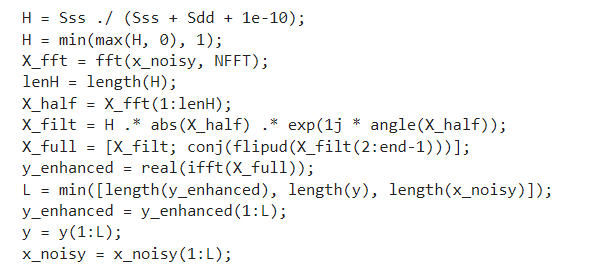 H = Sss ./ (Sss + Sdd + 1e-10);
H = min(max(H, 0), 1);
X_fft = fft(x_noisy, NFFT);
lenH = length(H);
X_half = X_fft(1:lenH);
X_filt = H .* abs(X_half) .* exp(1j * angle(X_half));
X_full = [X_filt; conj(flipud(X_filt(2:end-1)))];
y_enhanced = real(ifft(X_full));
L = min([length(y_enhanced), length(y), length(x_noisy)]);
y_enhanced = y_enhanced(1:L);
y = y(1:L);
x_noisy = x_noisy(1:L);